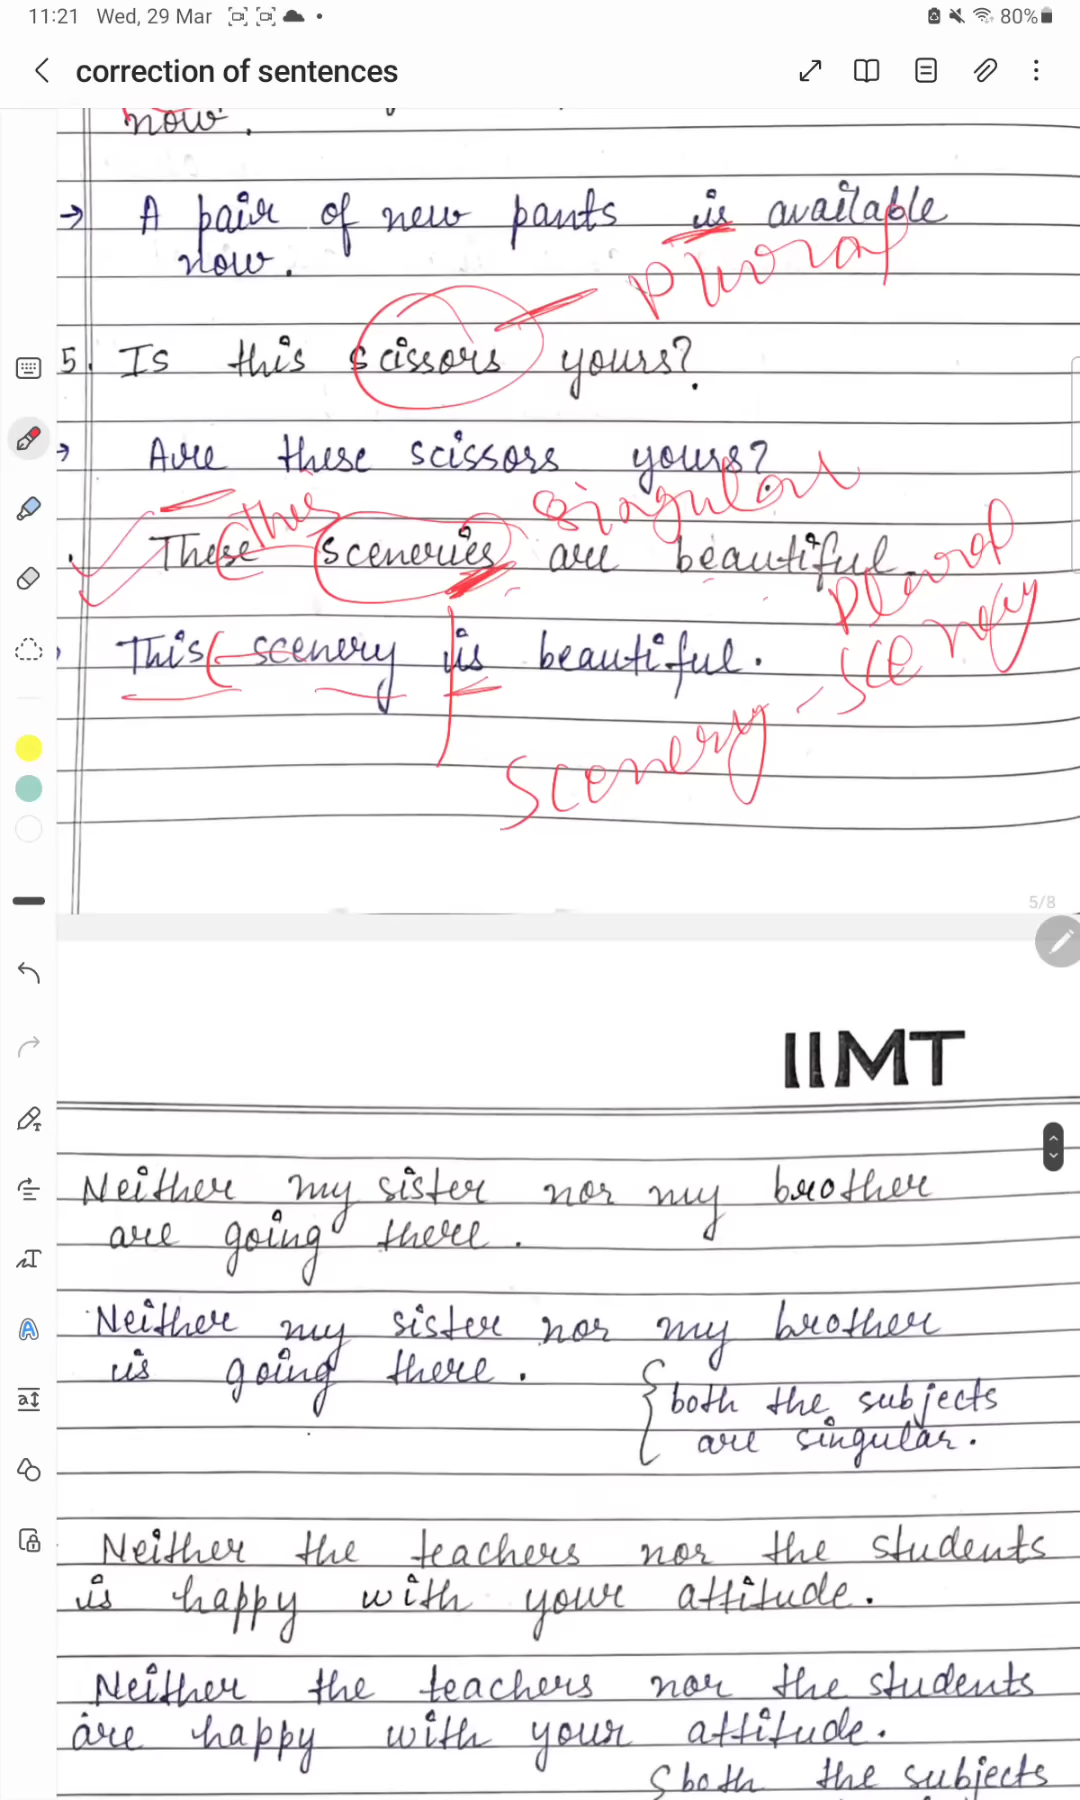 11:21 Wed, 29 Mar 80%
correction of sentences
now.
→ A pair of new pants is available
now.
Plural
5. Is this scissors yours?
→ Are these scissors yours?
This Singular
These sceneries are beautiful.
Plural
This scenery is beautiful.
Scenery - Scenery
5/8
IIMT
Neither my sister nor my brother
are going there.
Neither my sister nor my brother
is going there.
{ both the subjects
are singular.
Neither the teachers nor the students
is happy with your attitude.
Neither the teachers nor the students
are happy with your attitude.
{ both the subjects